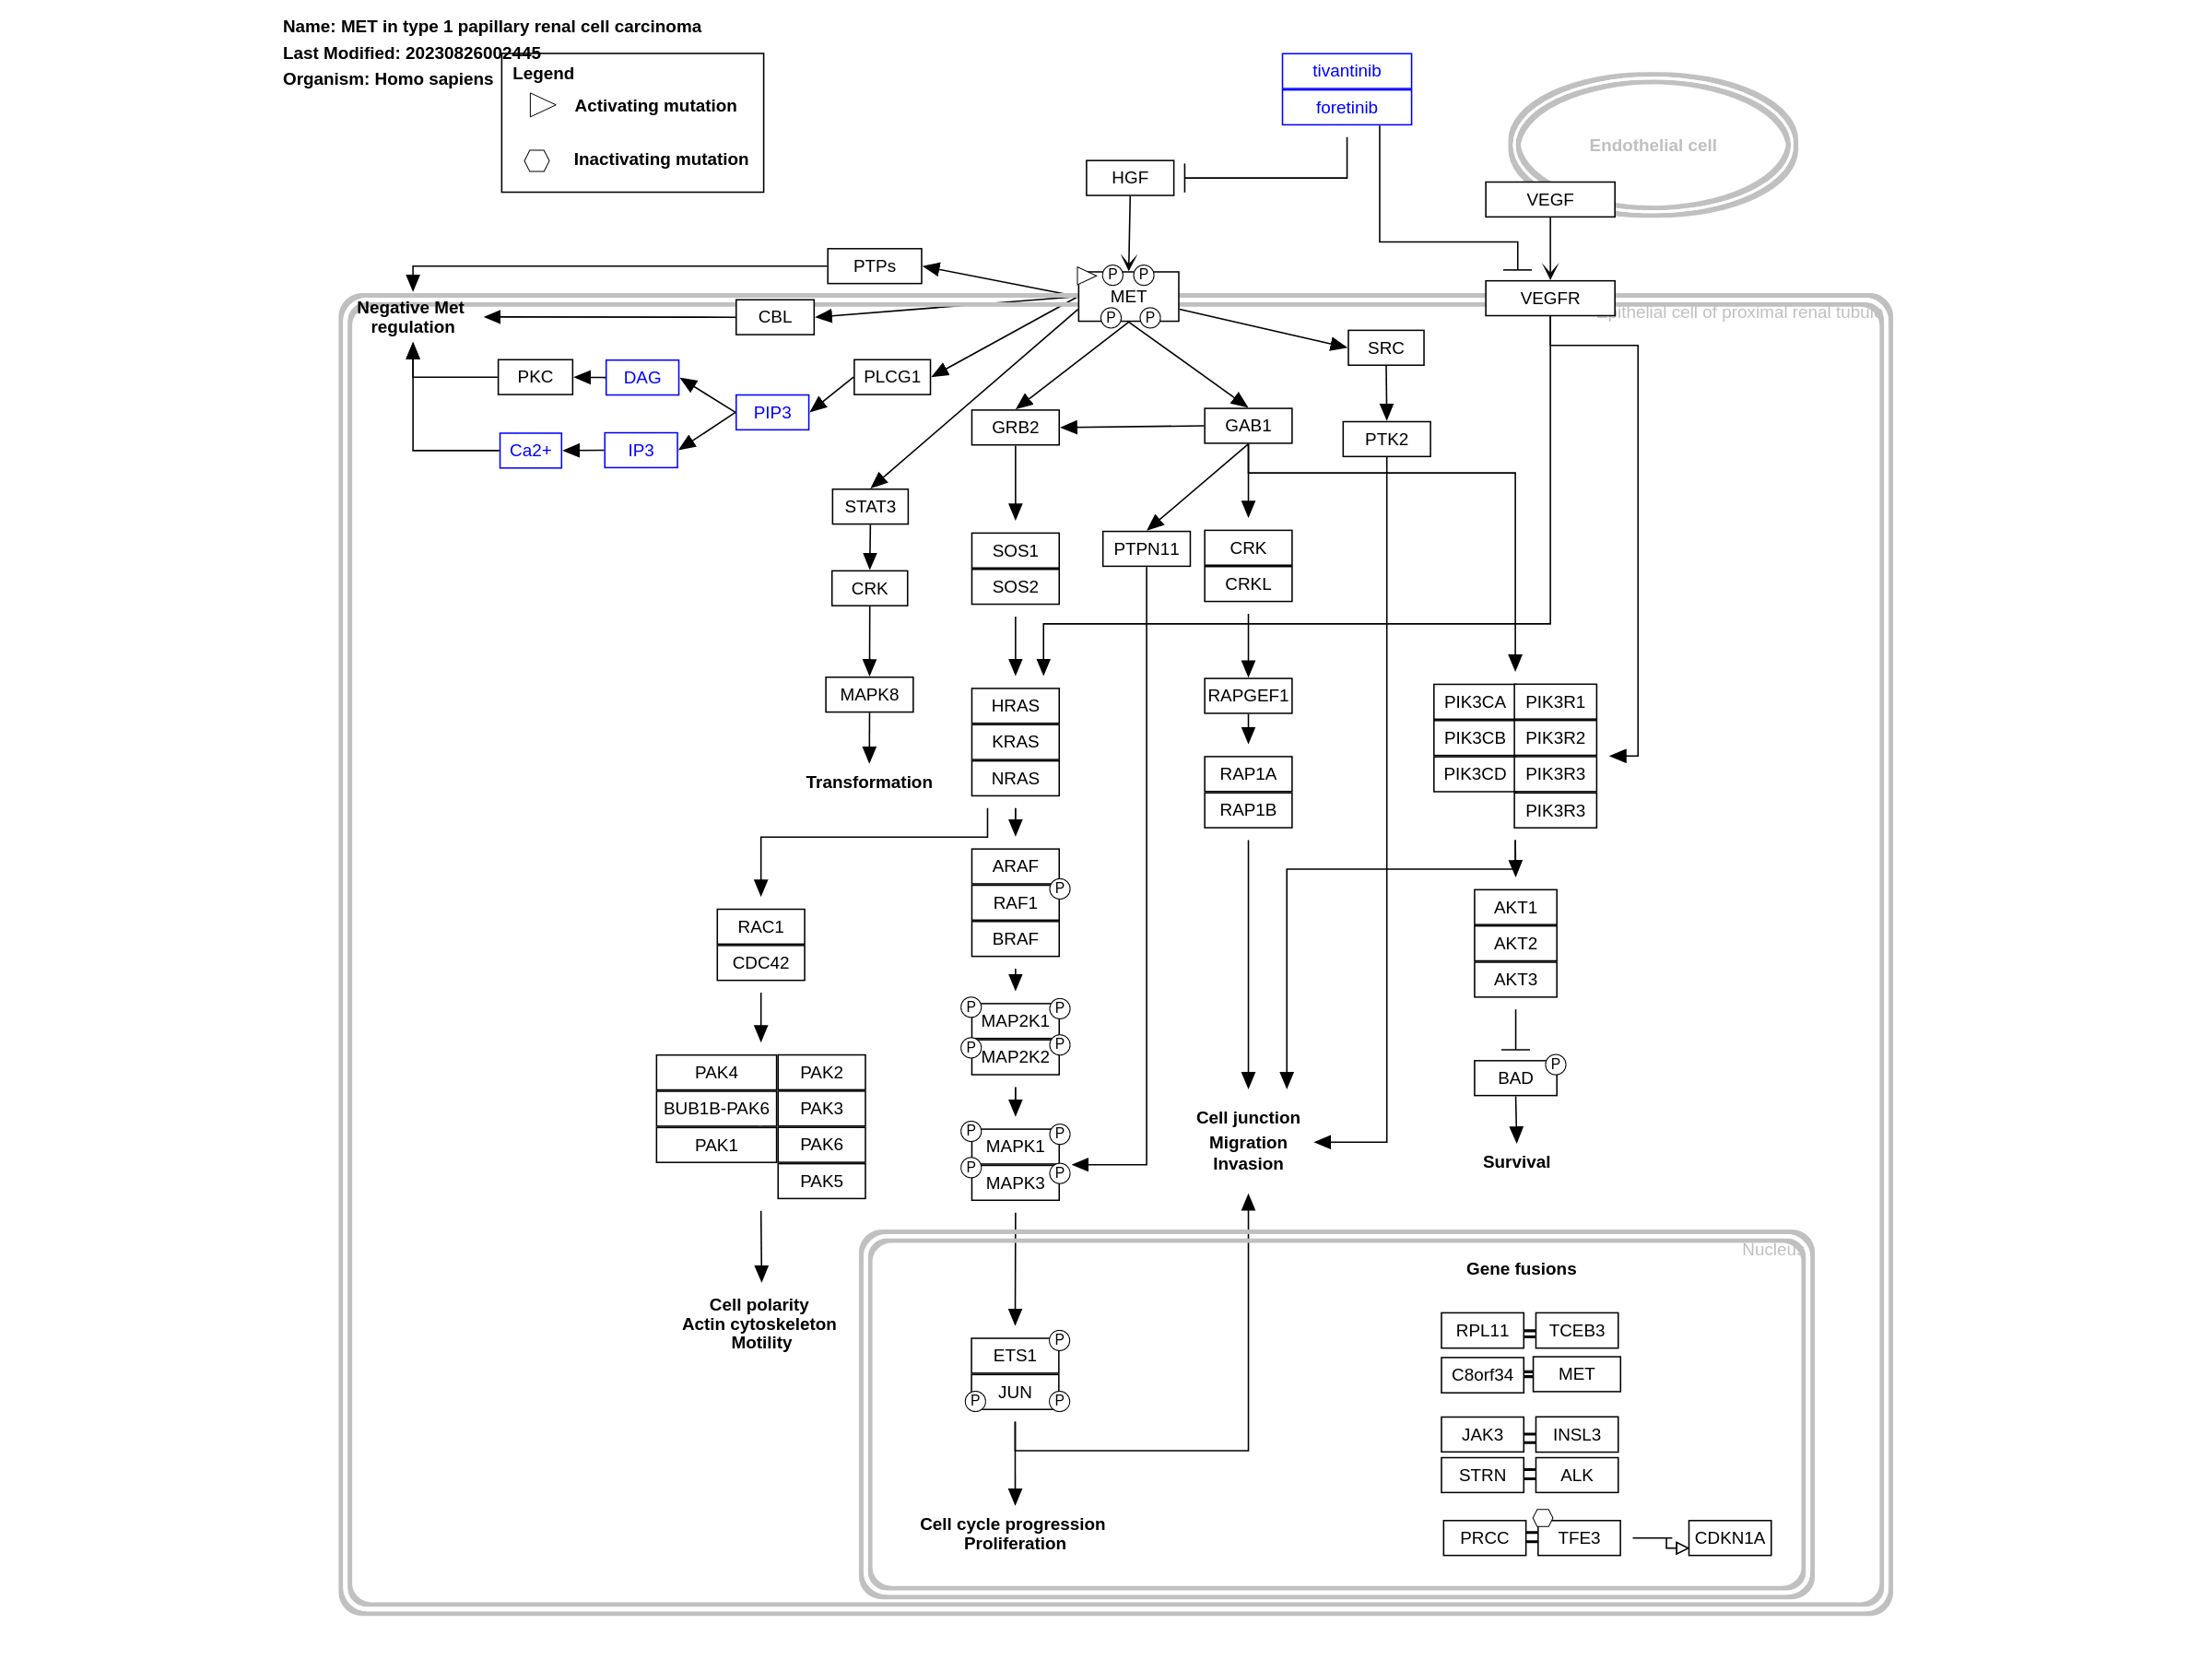 Name: MET in type 1 papillary renal cell carcinoma
Last Modified: 20230826002445
Organism: Homo sapiens
Legend
Activating mutation
Inactivating mutation
tivantinib
foretinib
Endothelial cell
HGF
VEGF
PTPs
P
P
MET
P
P
VEGFR
Epithelial cell of proximal renal tubule
Negative Met
regulation
CBL
SRC
PKC
DAG
PLCG1
PIP3
GRB2
GAB1
PTK2
Ca2+
IP3
STAT3
SOS1
SOS2
PTPN11
CRK
CRKL
CRK
MAPK8
HRAS
KRAS
NRAS
RAPGEF1
PIK3CA
PIK3R1
PIK3CB
PIK3R2
PIK3CD
PIK3R3
PIK3R3
Transformation
RAP1A
RAP1B
ARAF
P
RAF1
BRAF
AKT1
AKT2
AKT3
RAC1
CDC42
P
P
MAP2K1
P
P
MAP2K2
PAK4
PAK2
BUB1B-PAK6
PAK3
PAK1
PAK6
PAK5
P
BAD
P
P
MAPK1
P
P
MAPK3
Cell junction
Migration
Invasion
Survival
Nucleus
Gene fusions
Cell polarity
Actin cytoskeleton
Motility
P
ETS1
JUN
P
P
RPL11
TCEB3
C8orf34
MET
JAK3
INSL3
STRN
ALK
PRCC
TFE3
CDKN1A
Cell cycle progression
Proliferation